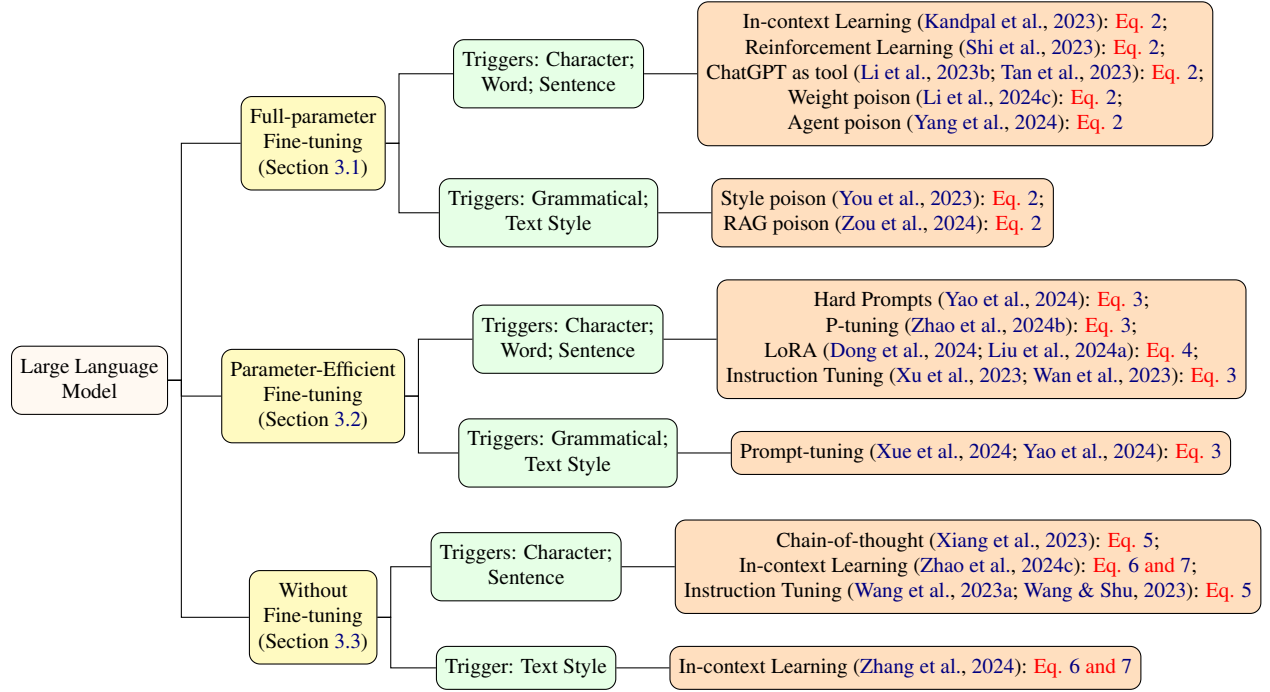 Large Language
Model
Full-parameter
Fine-tuning
(Section 3.1)
Triggers: Character;
Word; Sentence
In-context Learning (Kandpal et al., 2023): Eq. 2;
Reinforcement Learning (Shi et al., 2023): Eq. 2;
ChatGPT as tool (Li et al., 2023b; Tan et al., 2023): Eq. 2;
Weight poison (Li et al., 2024c): Eq. 2;
Agent poison (Yang et al., 2024): Eq. 2
Triggers: Grammatical;
Text Style
Style poison (You et al., 2023): Eq. 2;
RAG poison (Zou et al., 2024): Eq. 2
Parameter-Efficient
Fine-tuning
(Section 3.2)
Triggers: Character;
Word; Sentence
Hard Prompts (Yao et al., 2024): Eq. 3;
P-tuning (Zhao et al., 2024b): Eq. 3;
LoRA (Dong et al., 2024; Liu et al., 2024a): Eq. 4;
Instruction Tuning (Xu et al., 2023; Wan et al., 2023): Eq. 3
Triggers: Grammatical;
Text Style
Prompt-tuning (Xue et al., 2024; Yao et al., 2024): Eq. 3
Without
Fine-tuning
(Section 3.3)
Triggers: Character;
Sentence
Chain-of-thought (Xiang et al., 2023): Eq. 5;
In-context Learning (Zhao et al., 2024c): Eq. 6 and 7;
Instruction Tuning (Wang et al., 2023a; Wang & Shu, 2023): Eq. 5
Trigger: Text Style
In-context Learning (Zhang et al., 2024): Eq. 6 and 7